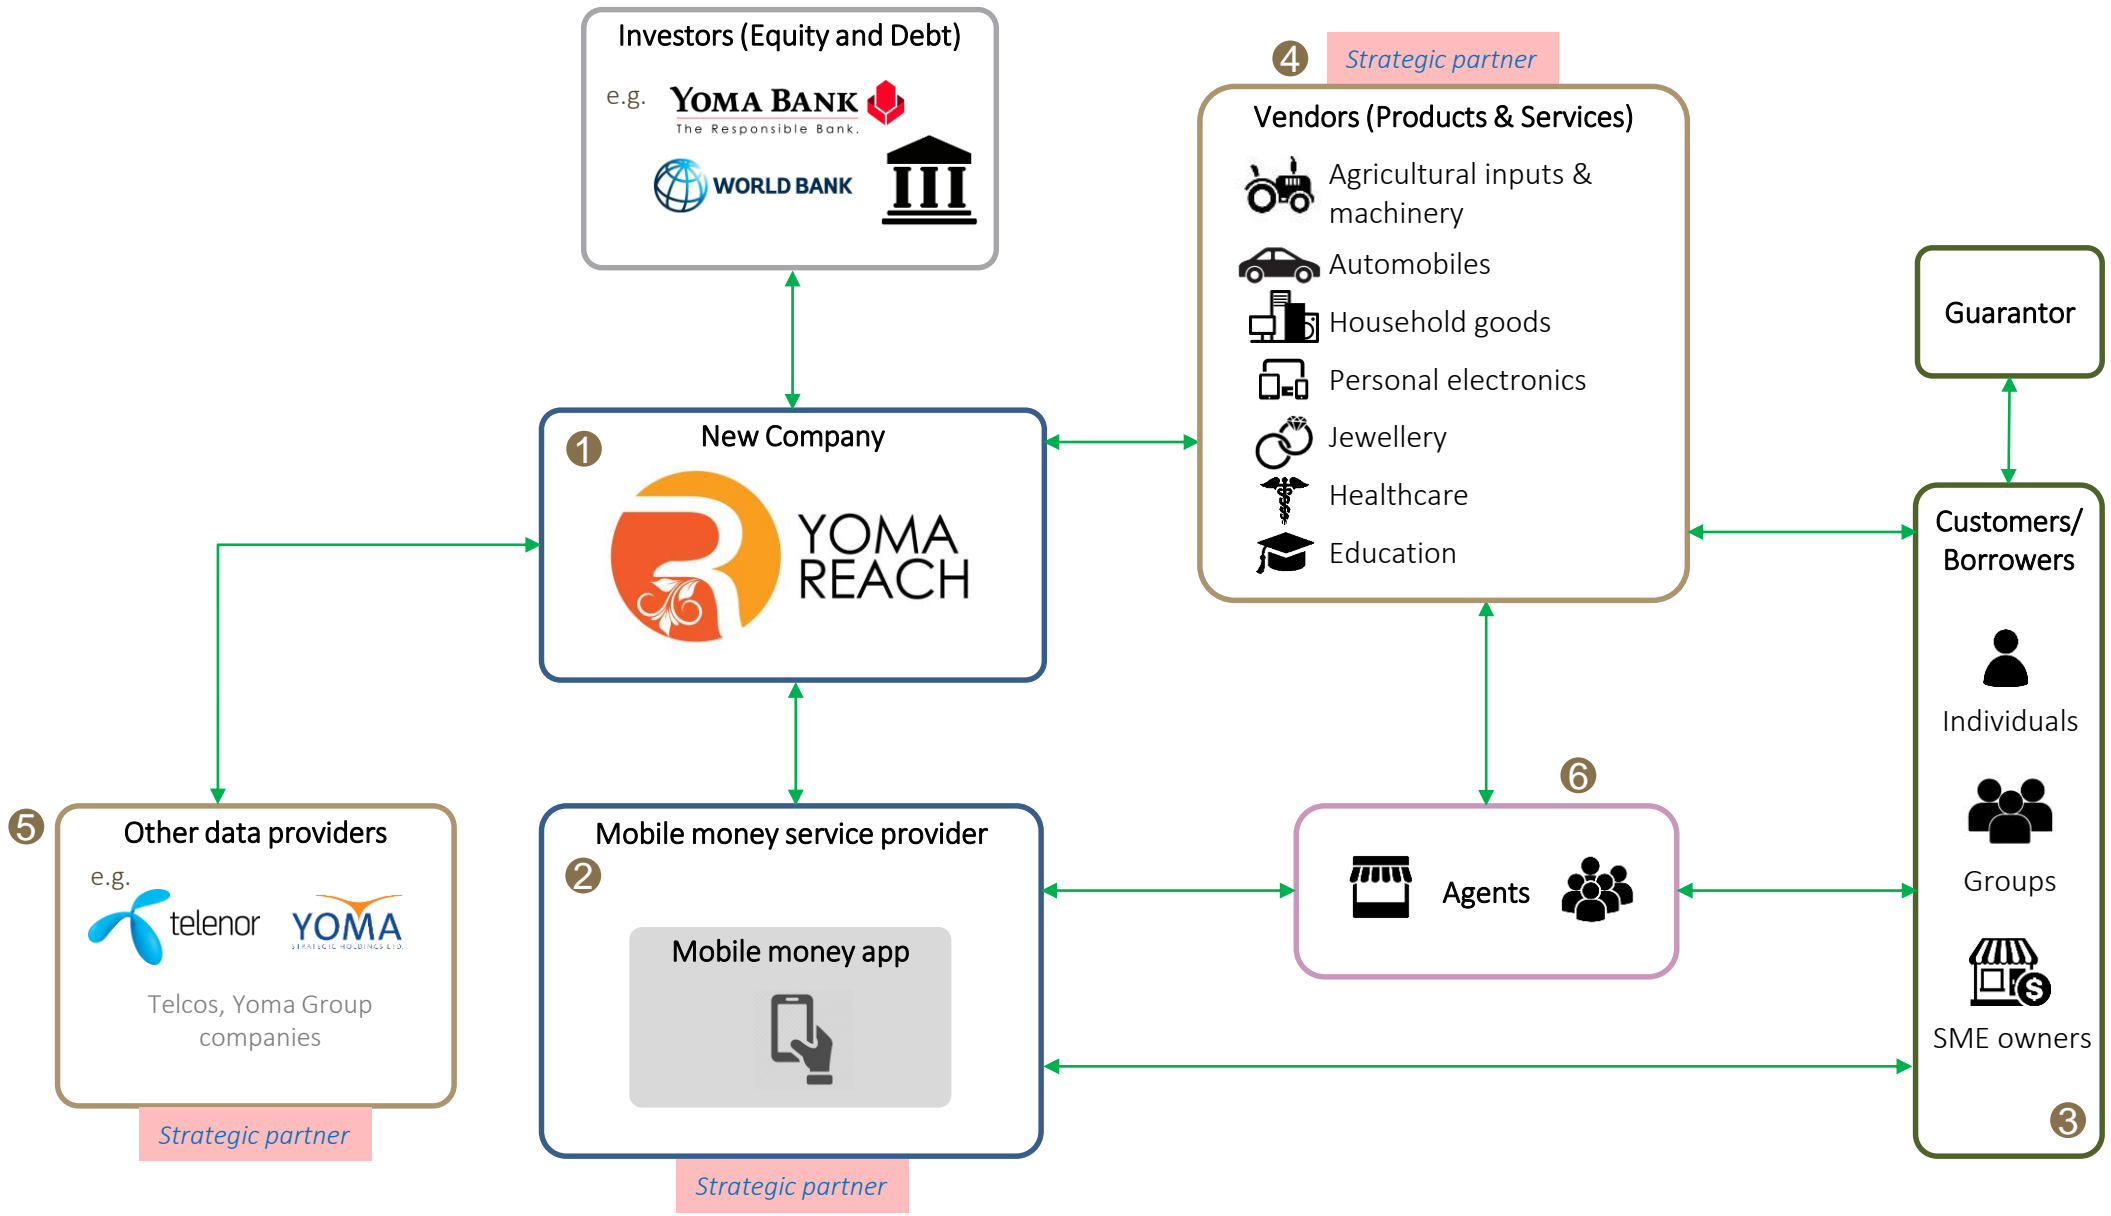 Investors (Equity and Debt)
e.g.
YOMA BANK
The Responsible Bank.
WORLD BANK
4
Strategic partner
Vendors (Products & Services)
Agricultural inputs &
machinery
Automobiles
Household goods
Personal electronics
Jewellery
Healthcare
Education
Guarantor
1
New Company
YOMA
REACH
Customers/
Borrowers
Individuals
Groups
SME owners
3
5
Other data providers
e.g.
telenor
YOMA
STRATEGIC HOLDINGS LTD.
Telcos, Yoma Group
companies
Strategic partner
Mobile money service provider
2
Mobile money app
Strategic partner
6
Agents